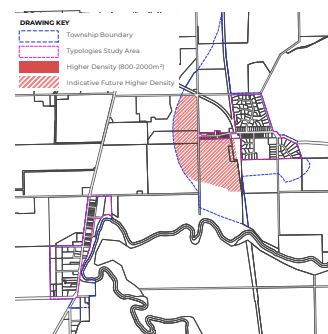 DRAWING KEY
Township Boundary
Typologies Study Area
Higher Density (800-2000m²)
Indicative Future Higher Density